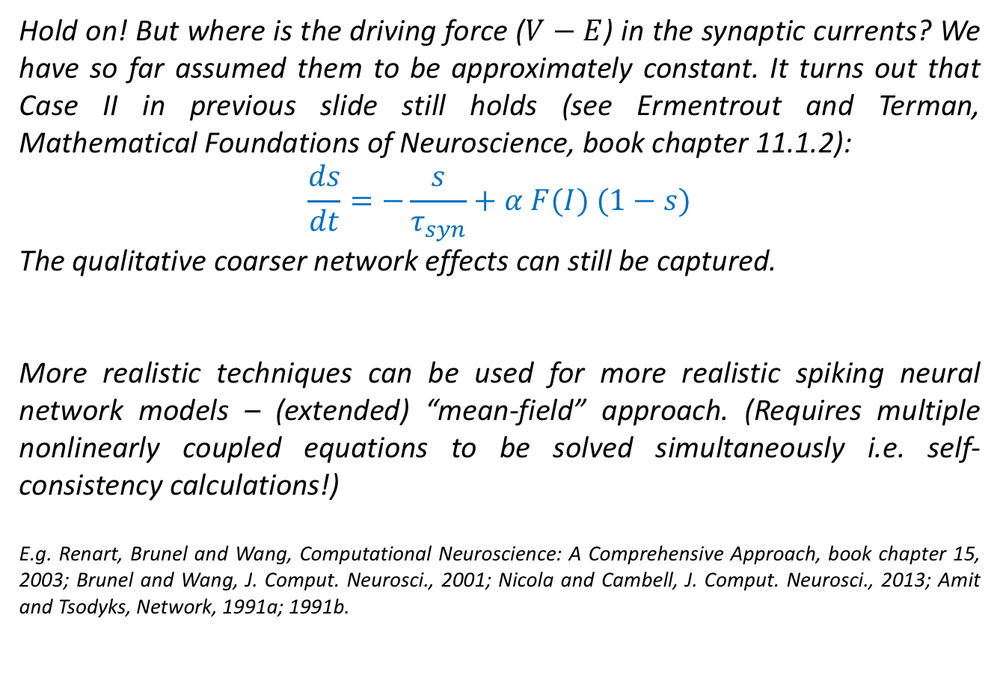 Hold on! But where is the driving force (V − E) in the synaptic currents? We
have so far assumed them to be approximately constant. It turns out that
Case II in previous slide still holds (see Ermentrout and Terman,
Mathematical Foundations of Neuroscience, book chapter 11.1.2):
ds/dt = − s/τ_syn + α F(I) (1 − s)
The qualitative coarser network effects can still be captured.
More realistic techniques can be used for more realistic spiking neural
network models – (extended) “mean-field” approach. (Requires multiple
nonlinearly coupled equations to be solved simultaneously i.e. self-
consistency calculations!)
E.g. Renart, Brunel and Wang, Computational Neuroscience: A Comprehensive Approach, book chapter 15,
2003; Brunel and Wang, J. Comput. Neurosci., 2001; Nicola and Cambell, J. Comput. Neurosci., 2013; Amit
and Tsodyks, Network, 1991a; 1991b.